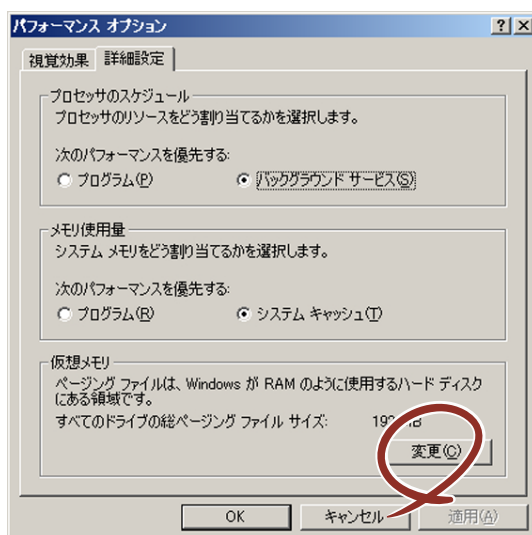 パフォーマンス オプション
視覚効果 詳細設定
プロセッサのスケジュール
プロセッサのリソースをどう割り当てるかを選択します。
次のパフォーマンスを優先する:
プログラム(P) バックグラウンド サービス(S)
メモリ使用量
システム メモリをどう割り当てるかを選択します。
次のパフォーマンスを優先する:
プログラム(R) システム キャッシュ(T)
仮想メモリ
ページング ファイルは、Windows が RAM のように使用するハード ディスク
にある領域です。
すべてのドライブの総ページング ファイル サイズ:
変更(C)
OK キャンセル 適用(A)